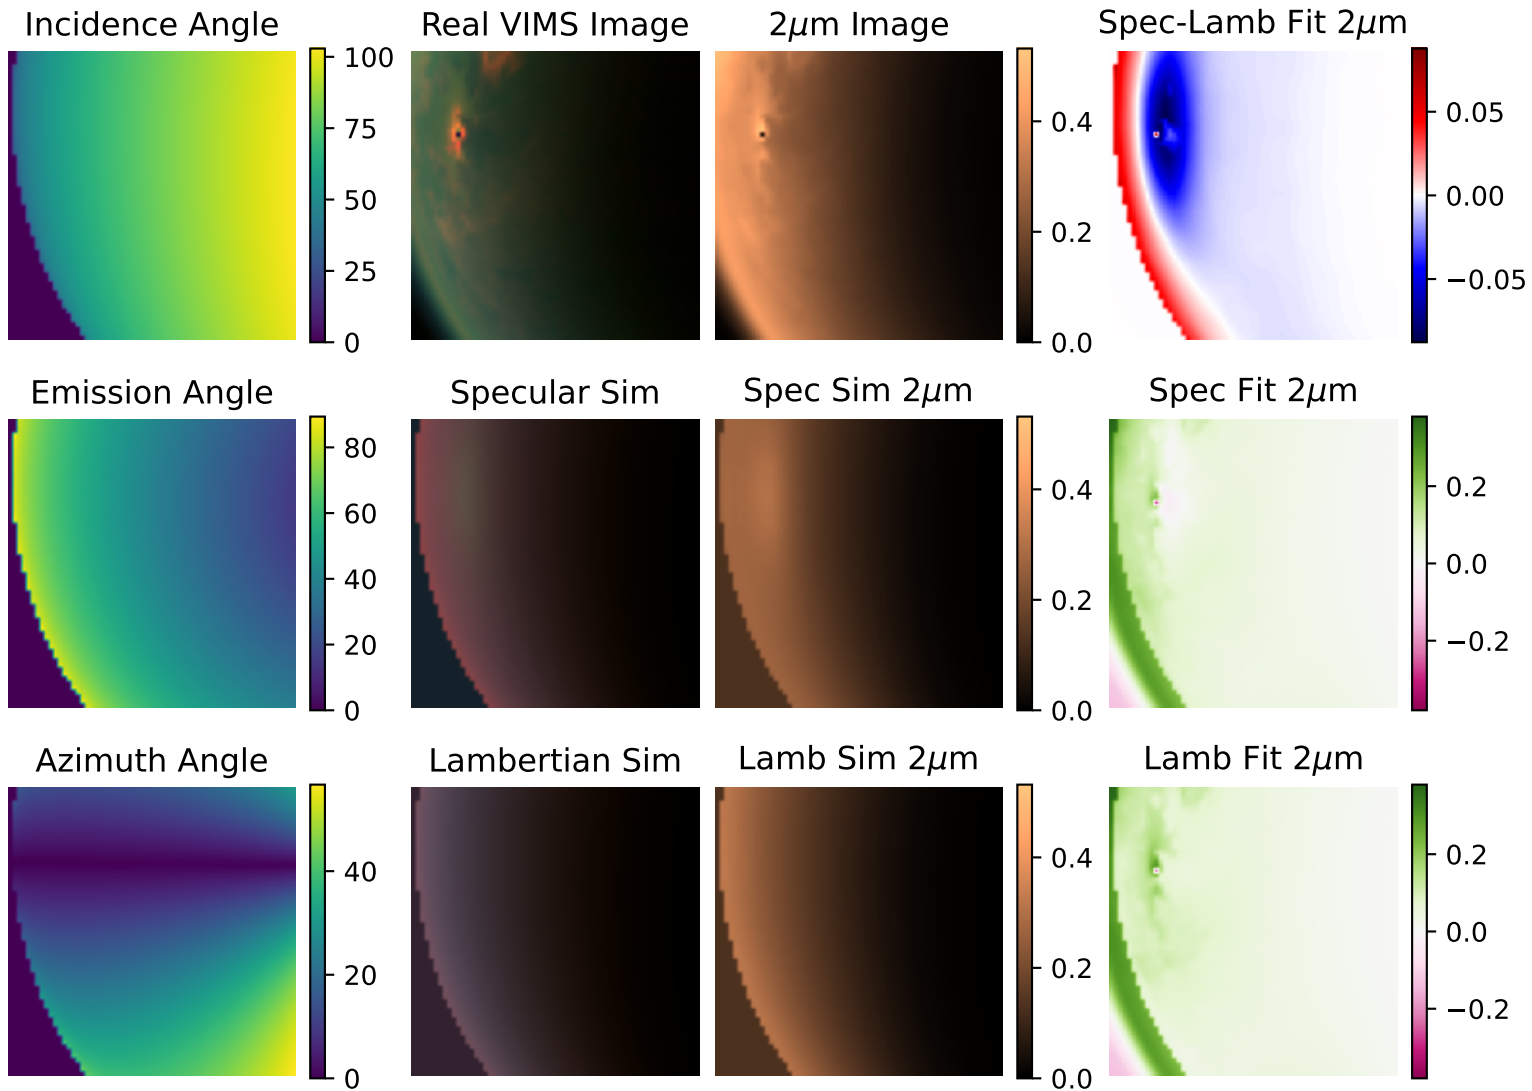 Incidence Angle
Real VIMS Image
2μm Image
Spec-Lamb Fit 2μm
100
75
50
25
0
0.4
0.2
0.0
0.05
0.00
−0.05
Emission Angle
Specular Sim
Spec Sim 2μm
Spec Fit 2μm
80
60
40
20
0
0.4
0.2
0.0
0.2
0.0
−0.2
Azimuth Angle
Lambertian Sim
Lamb Sim 2μm
Lamb Fit 2μm
40
20
0
0.4
0.2
0.0
0.2
0.0
−0.2